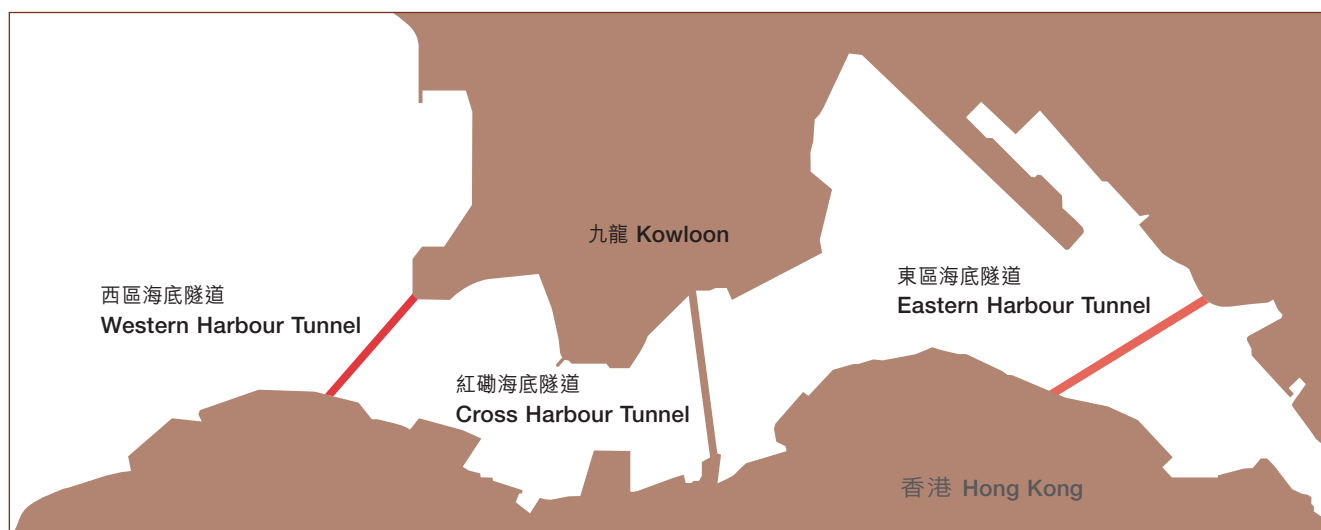 九龍 Kowloon
西區海底隧道
Western Harbour Tunnel
東區海底隧道
Eastern Harbour Tunnel
紅磡海底隧道
Cross Harbour Tunnel
香港 Hong Kong